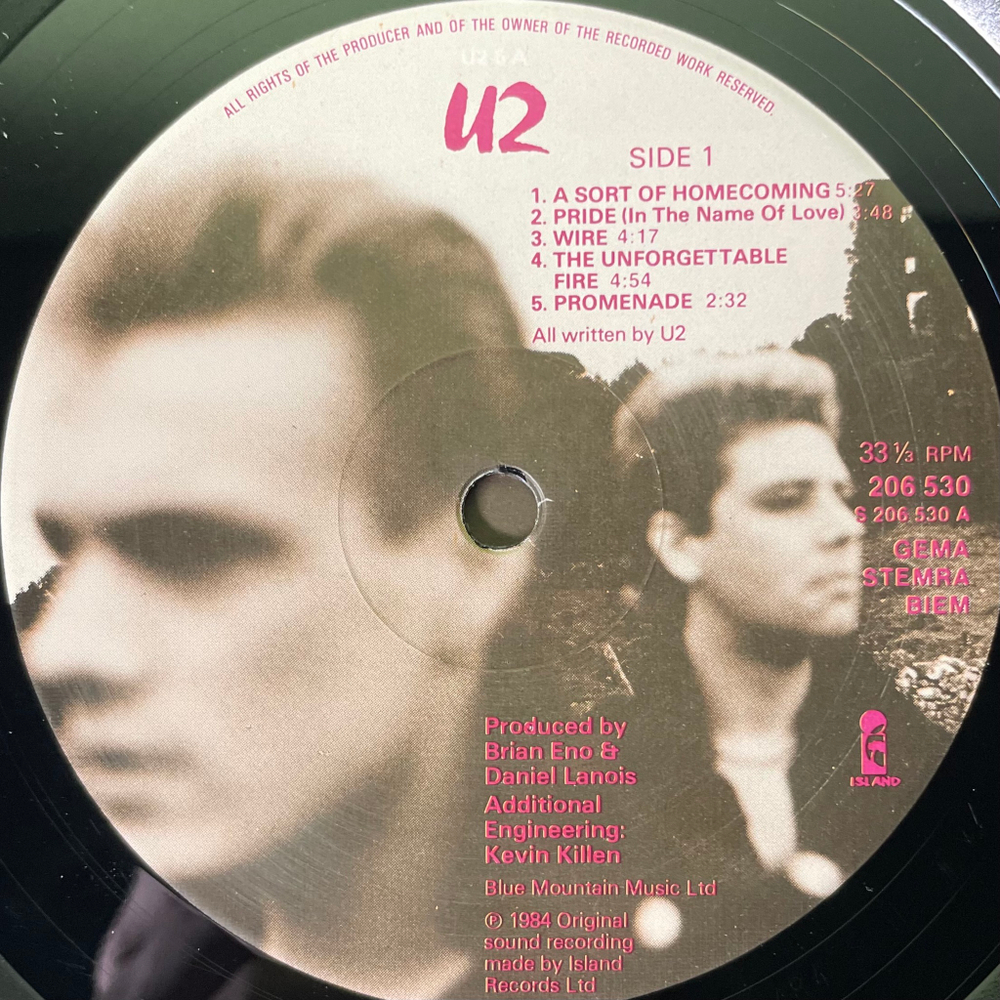 ALL RIGHTS OF THE PRODUCER AND OF THE OWNER OF THE RECORDED WORK RESERVED.
U2
SIDE 1
1. A SORT OF HOMECOMING 5:27
2. PRIDE (In The Name Of Love) 3:48
3. WIRE 4:17
4. THE UNFORGETTABLE
FIRE 4:54
5. PROMENADE 2:32
All written by U2
33⅓ RPM
206 530
S 206 530 A
GEMA
STEMRA
BIEM
ISLAND
Produced by
Brian Eno &
Daniel Lanois
Additional
Engineering:
Kevin Killen
Blue Mountain Music Ltd
℗ 1984 Original
sound recording
made by Island
Records Ltd